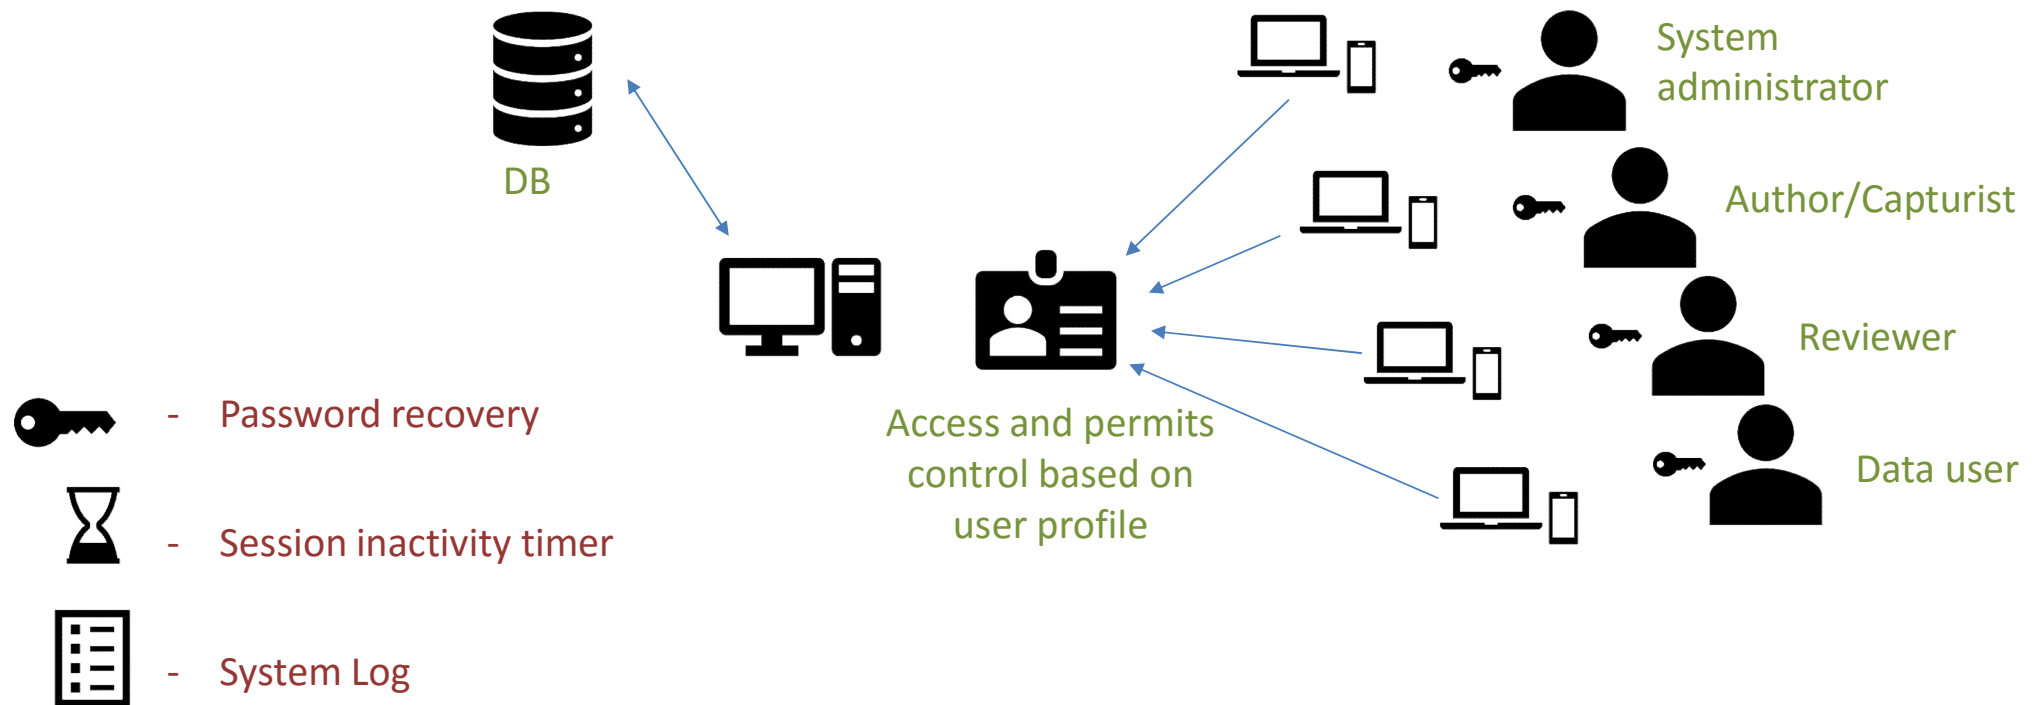 System
administrator
DB
Author/Capturist
Reviewer
Access and permits
control based on
user profile
Data user
- Password recovery
- Session inactivity timer
- System Log